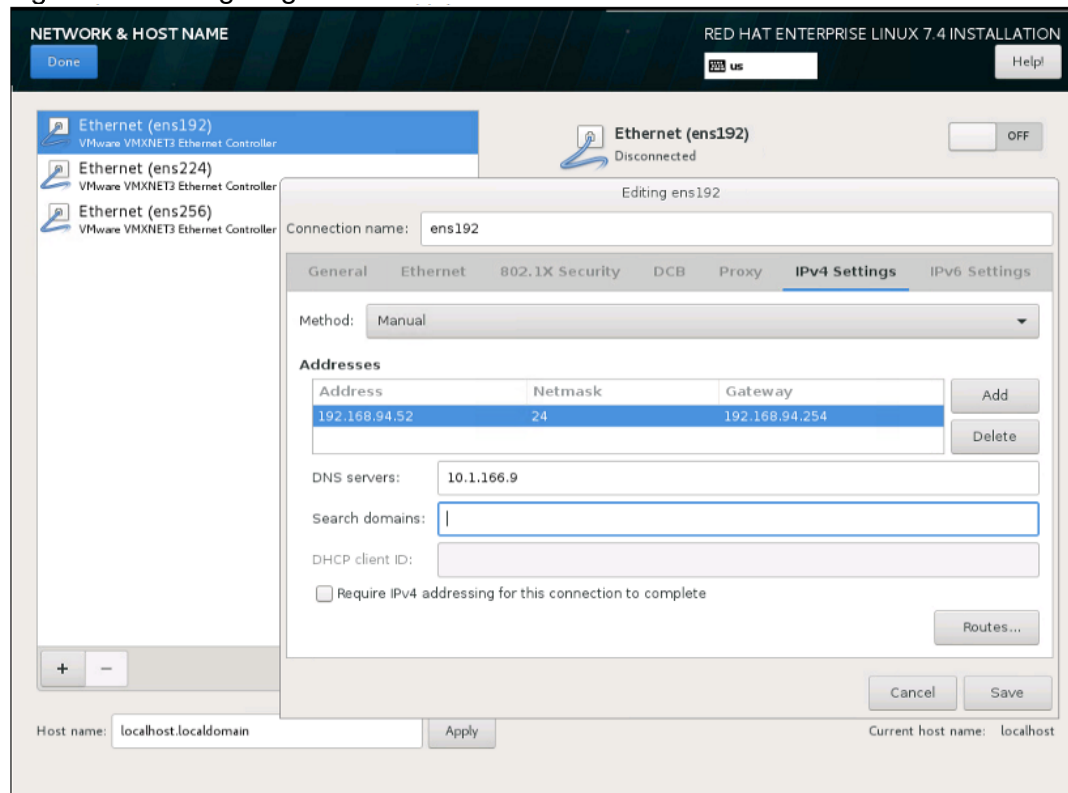 NETWORK & HOST NAME
RED HAT ENTERPRISE LINUX 7.4 INSTALLATION
Done
us
Help!
Ethernet (ens192)
VMware VMXNET3 Ethernet Controller
Ethernet (ens224)
VMware VMXNET3 Ethernet Controller
Ethernet (ens256)
VMware VMXNET3 Ethernet Controller
Ethernet (ens192)
Disconnected
OFF
Editing ens192
Connection name: ens192
General Ethernet 802.1X Security DCB Proxy IPv4 Settings IPv6 Settings
Method: Manual
Addresses
Address Netmask Gateway
192.168.94.52 24 192.168.94.254
Add
Delete
DNS servers: 10.1.166.9
Search domains:
DHCP client ID:
Require IPv4 addressing for this connection to complete
Routes...
+ −
Cancel Save
Host name: localhost.localdomain Apply
Current host name: localhost